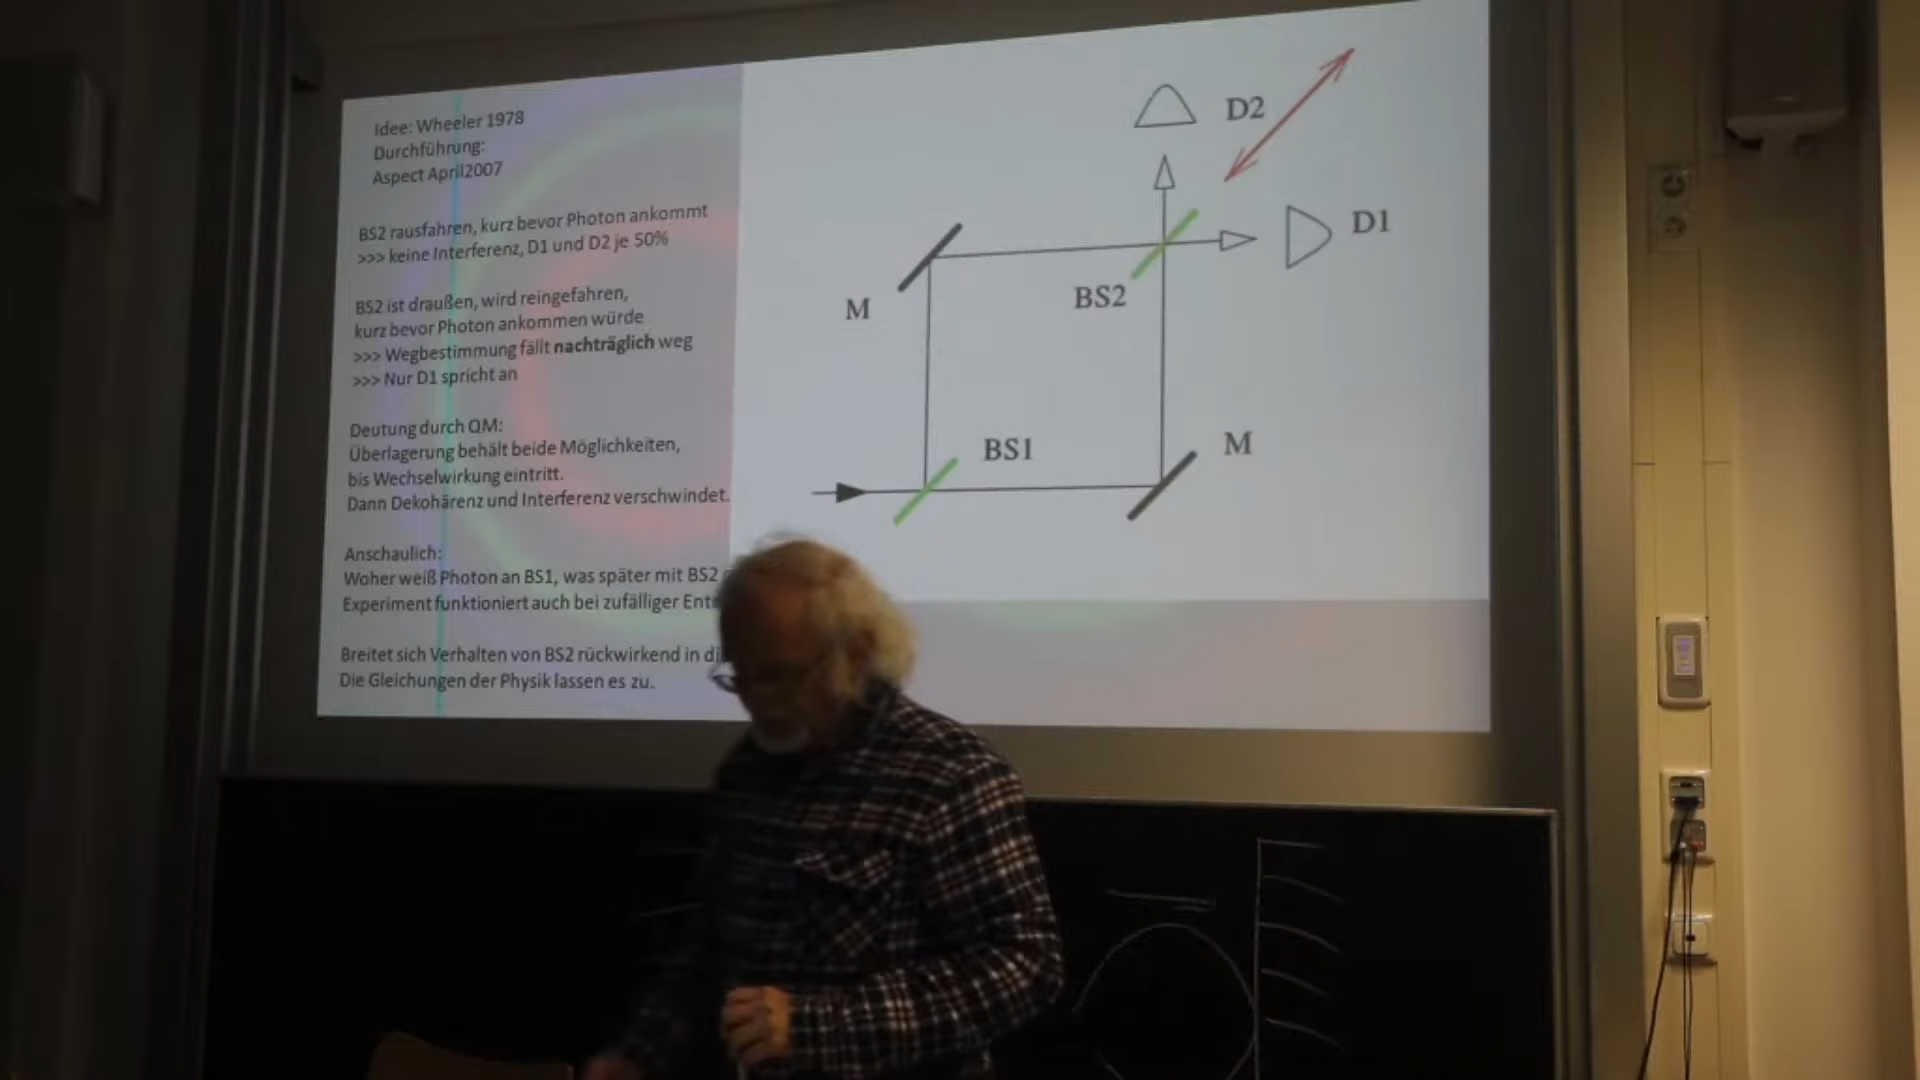 Idee: Wheeler 1978
Durchführung:
Aspect April2007
BS2 rausfahren, kurz bevor Photon ankommt
>>> keine Interferenz, D1 und D2 je 50%
BS2 ist draußen, wird reingefahren,
kurz bevor Photon ankommen würde
>>> Wegbestimmung fällt nachträglich weg
>>> Nur D1 spricht an
Deutung durch QM:
Überlagerung behält beide Möglichkeiten,
bis Wechselwirkung eintritt.
Dann Dekohärenz und Interferenz verschwindet.
Anschaulich:
Woher weiß Photon an BS1, was später mit BS2
Experiment funktioniert auch bei zufälliger
Breitet sich Verhalten von BS2 rückwirkend in
Die Gleichungen der Physik lassen es zu.
D2
D1
M
BS2
BS1
M